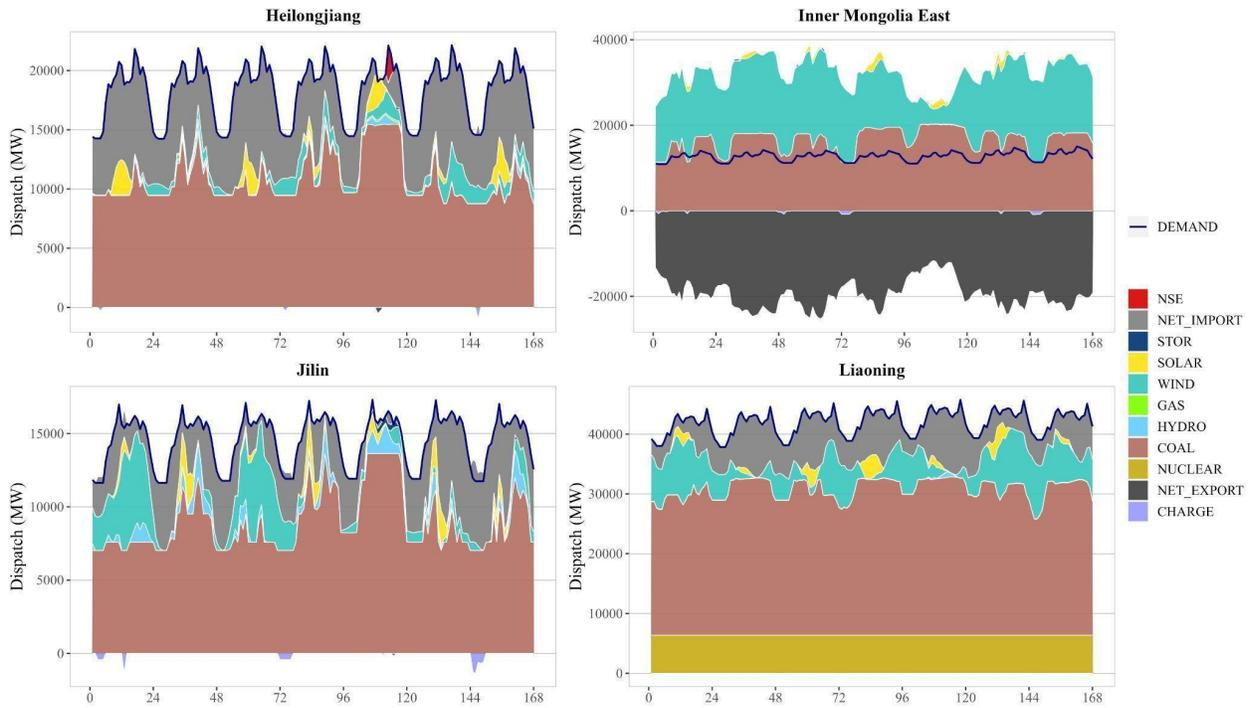 Heilongjiang
Inner Mongolia East
Dispatch (MW)
20000
15000
10000
5000
0
0 24 48 72 96 120 144 168
Dispatch (MW)
40000
20000
0
-20000
0 24 48 72 96 120 144 168
Jilin
Liaoning
Dispatch (MW)
15000
10000
5000
0
0 24 48 72 96 120 144 168
Dispatch (MW)
40000
30000
20000
10000
0
0 24 48 72 96 120 144 168
DEMAND
NSE
NET_IMPORT
STOR
SOLAR
WIND
GAS
HYDRO
COAL
NUCLEAR
NET_EXPORT
CHARGE